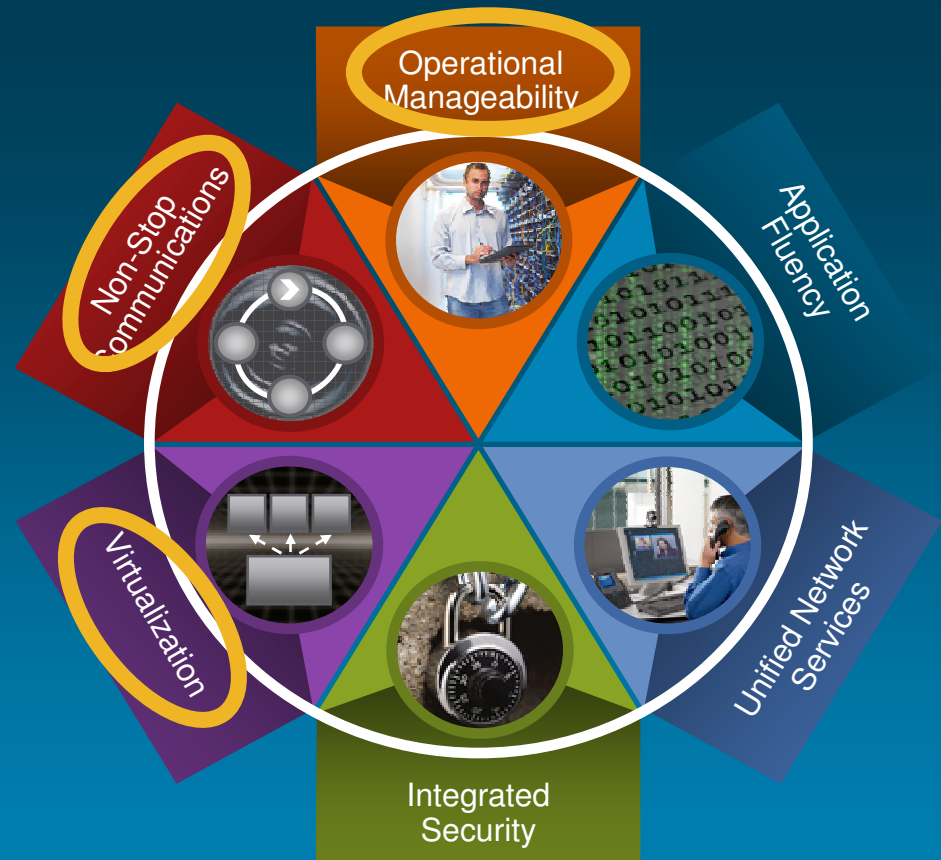 Operational
Manageability
Application
Fluency
Unified Network
Services
Integrated
Security
Virtualization
Non-Stop
Communications